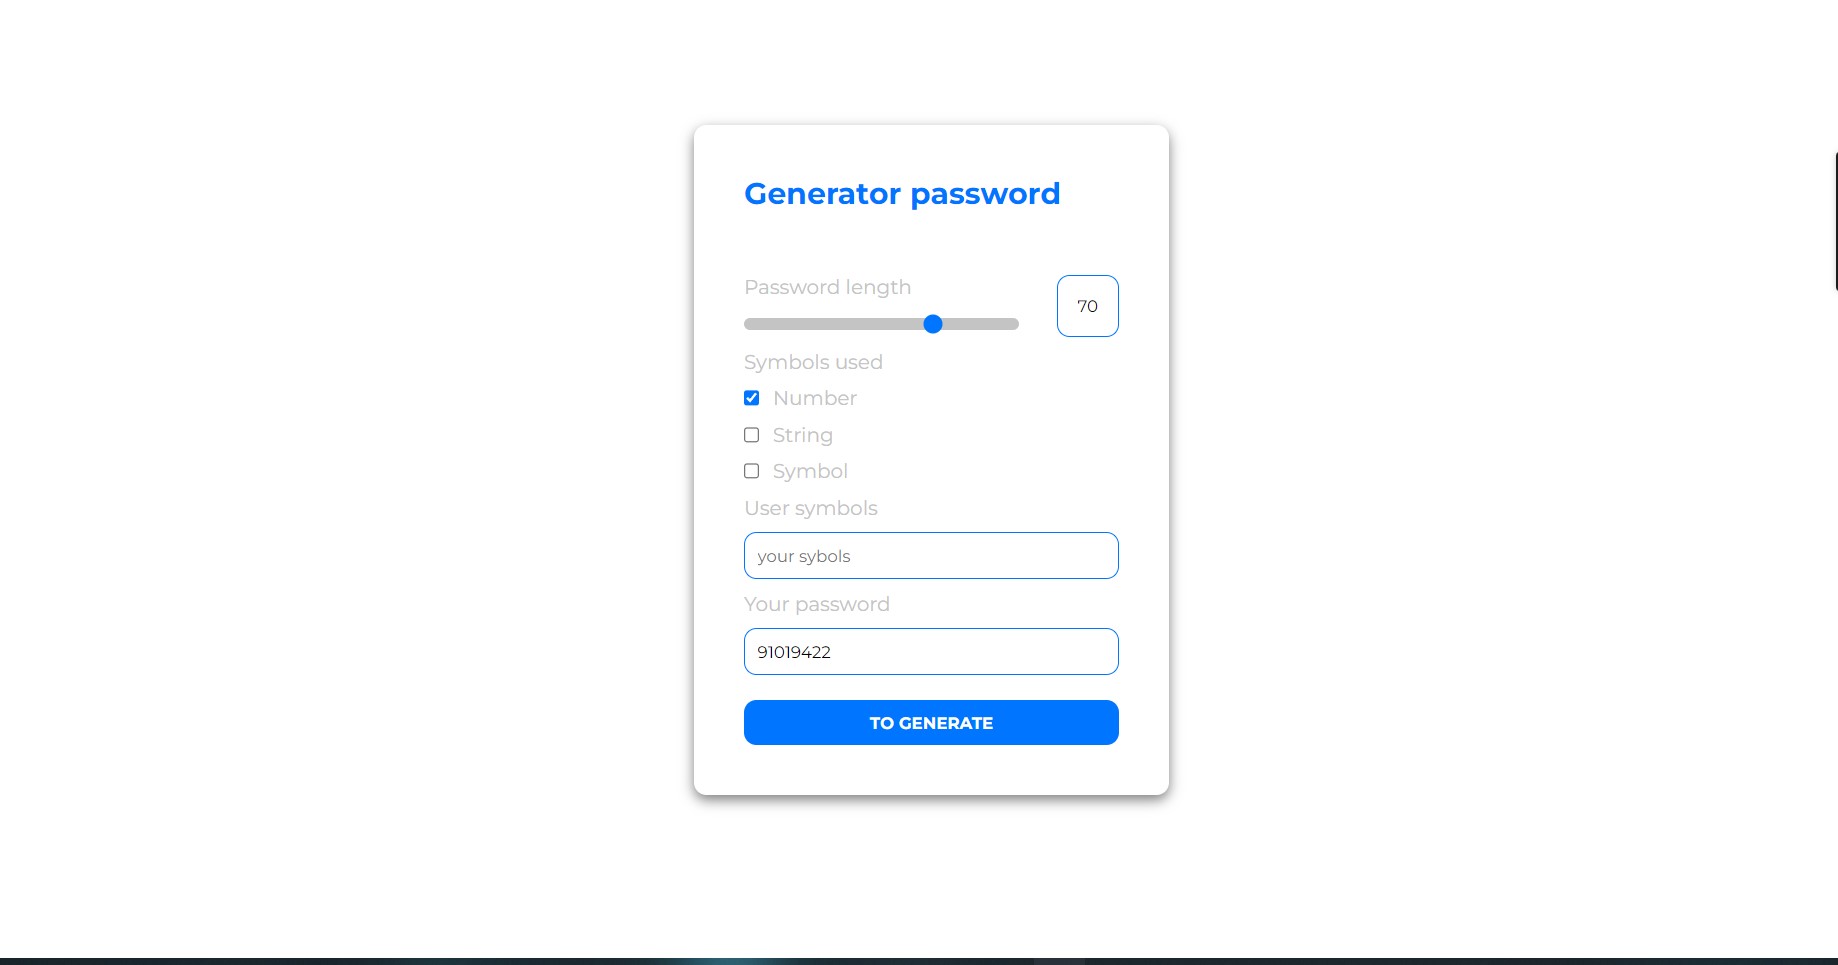 Generator password
Password length
70
Symbols used
Number
String
Symbol
User symbols
your sybols
Your password
91019422
TO GENERATE